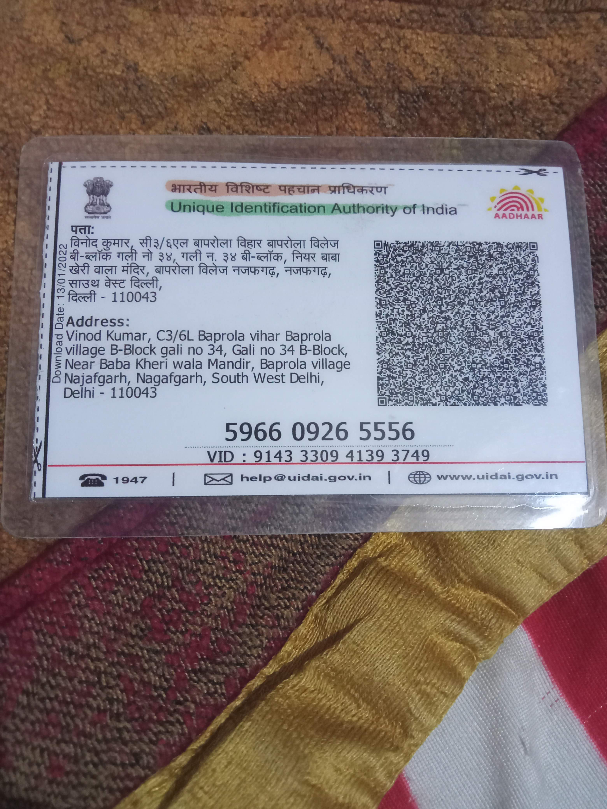 भारतीय विशिष्ट पहचान प्राधिकरण
Unique Identification Authority of India
AADHAAR
Download Date: 13/01/2022
पता:
विनोद कुमार, सी३/६एल बापरोला विहार बापरोला विलेज
बी-ब्लॉक गली नो ३४, गली न. ३४ बी-ब्लॉक, नियर बाबा
खेरी वाला मंदिर, बापरोला विलेज नजफगढ़, नजफगढ़,
साउथ वेस्ट दिल्ली,
दिल्ली - 110043
Address:
Vinod Kumar, C3/6L Baprola vihar Baprola
village B-Block gali no 34, Gali no 34 B-Block,
Near Baba Kheri wala Mandir, Baprola village
Najafgarh, Nagafgarh, South West Delhi,
Delhi - 110043
5966 0926 5556
VID : 9143 3309 4139 3749
1947 | help@uidai.gov.in | www.uidai.gov.in